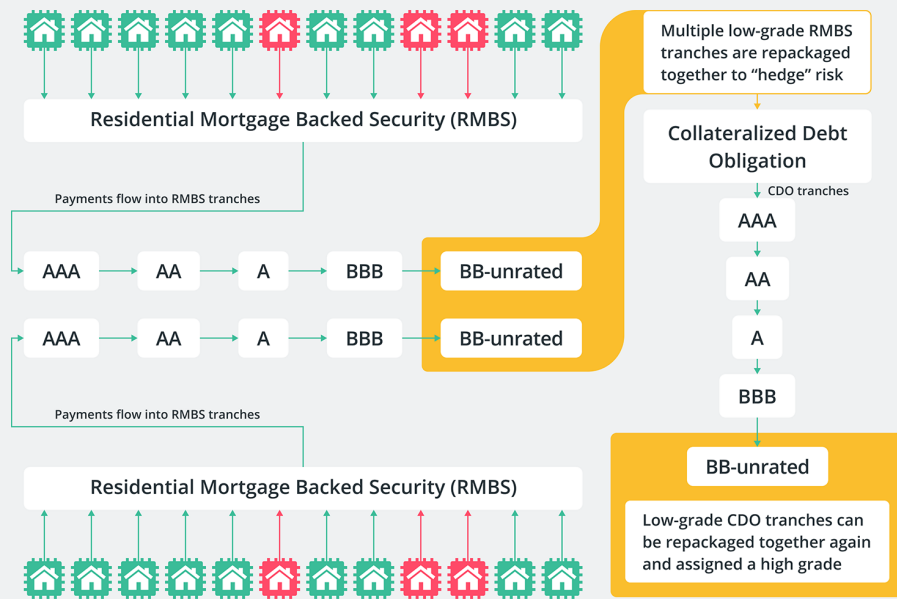 Residential Mortgage Backed Security (RMBS)
Payments flow into RMBS tranches
AAA
AA
A
BBB
BB-unrated
AAA
AA
A
BBB
BB-unrated
Payments flow into RMBS tranches
Residential Mortgage Backed Security (RMBS)
Multiple low-grade RMBS
tranches are repackaged
together to “hedge” risk
Collateralized Debt
Obligation
CDO tranches
AAA
AA
A
BBB
BB-unrated
Low-grade CDO tranches can
be repackaged together again
and assigned a high grade